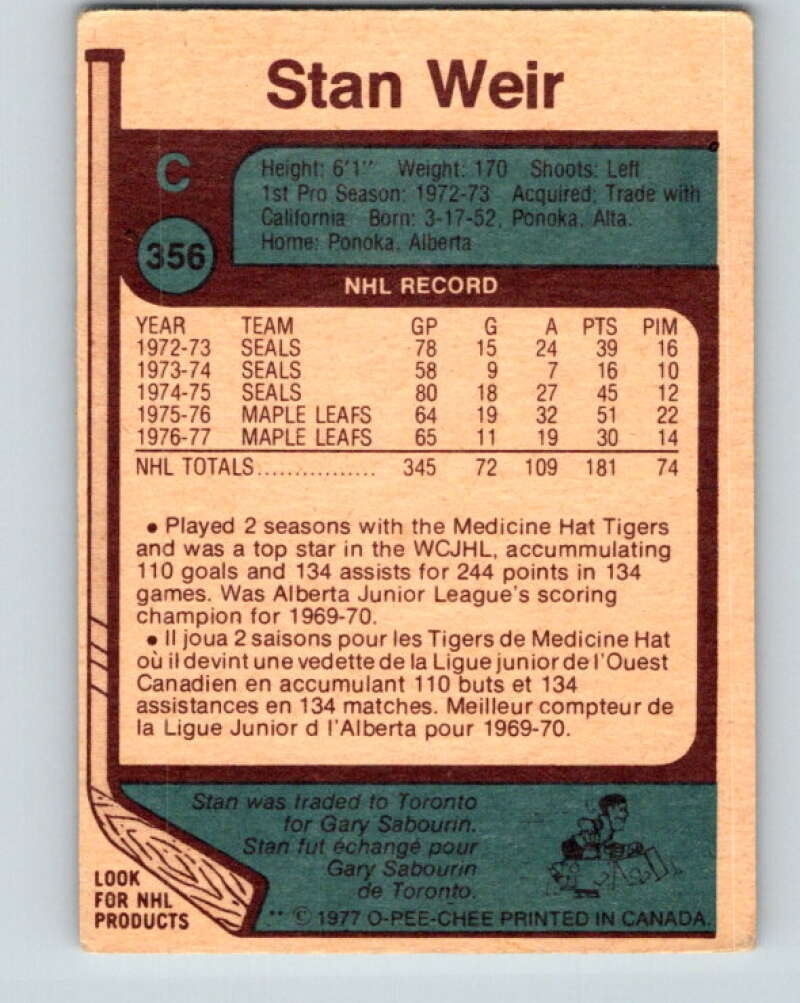 Stan Weir
C
356
Height: 6'1" Weight: 170 Shoots: Left
1st Pro Season: 1972-73 Acquired: Trade with
California Born: 3-17-52, Ponoka, Alta.
Home: Ponoka, Alberta
NHL RECORD
YEAR TEAM GP G A PTS PIM
1972-73 SEALS 78 15 24 39 16
1973-74 SEALS 58 9 7 16 10
1974-75 SEALS 80 18 27 45 12
1975-76 MAPLE LEAFS 64 19 32 51 22
1976-77 MAPLE LEAFS 65 11 19 30 14
NHL TOTALS................ 345 72 109 181 74
• Played 2 seasons with the Medicine Hat Tigers
and was a top star in the WCJHL, accummulating
110 goals and 134 assists for 244 points in 134
games. Was Alberta Junior League's scoring
champion for 1969-70.
• Il joua 2 saisons pour les Tigers de Medicine Hat
où il devint une vedette de la Ligue junior de l'Ouest
Canadien en accumulant 110 buts et 134
assistances en 134 matches. Meilleur compteur de
la Ligue Junior d l'Alberta pour 1969-70.
Stan was traded to Toronto
for Gary Sabourin.
Stan fut échangé pour
Gary Sabourin
de Toronto.
LOOK
FOR NHL
PRODUCTS
** © 1977 O-PEE-CHEE PRINTED IN CANADA.